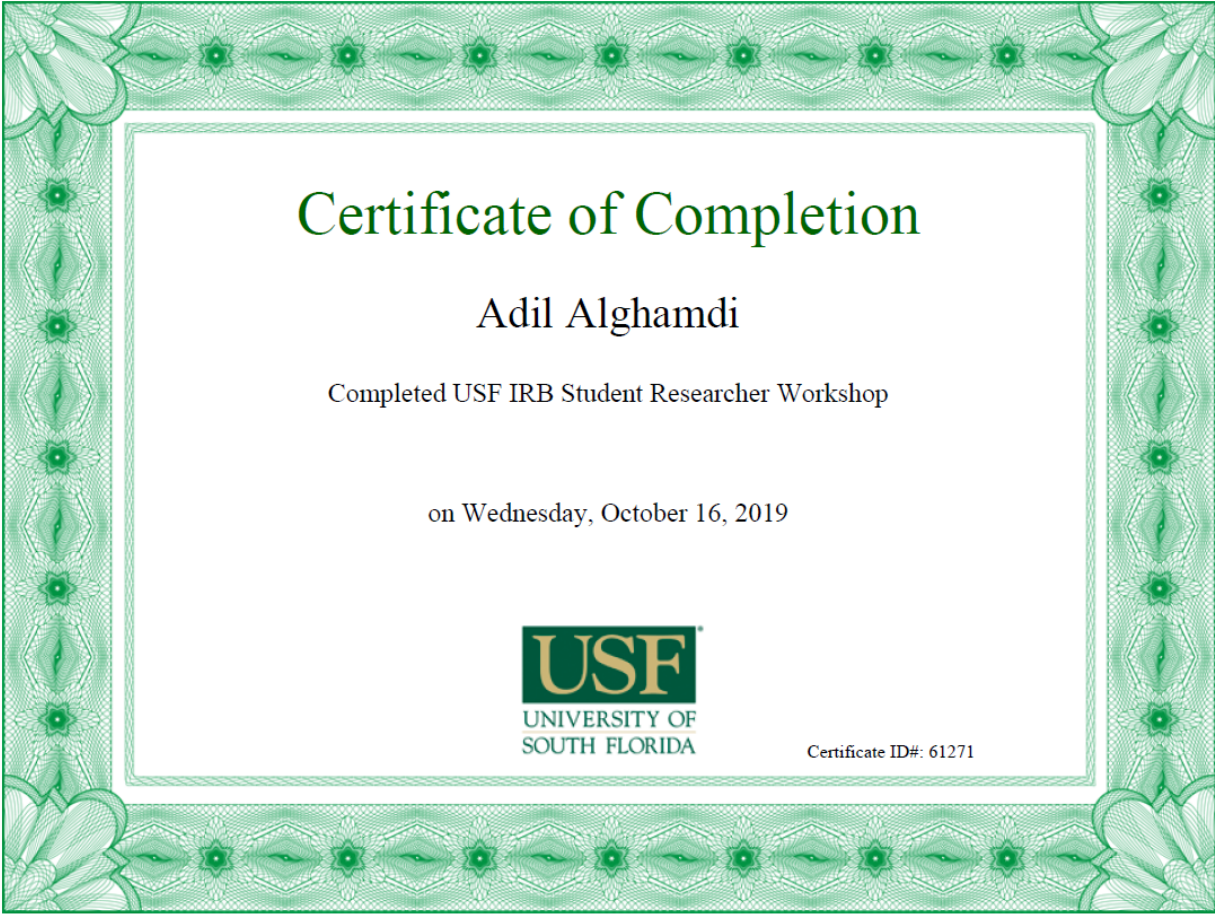 Certificate of Completion
Adil Alghamdi
Completed USF IRB Student Researcher Workshop
on Wednesday, October 16, 2019
USF®
UNIVERSITY OF
SOUTH FLORIDA
Certificate ID#: 61271